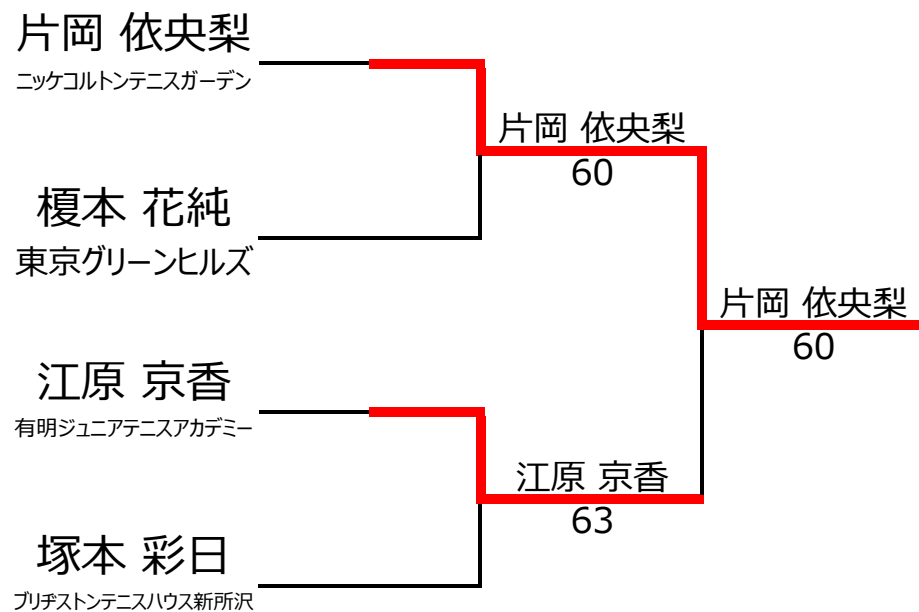 片岡 依央梨
ニッケコルトンテニスガーデン
片岡 依央梨
60
榎本 花純
東京グリーンヒルズ
片岡 依央梨
60
江原 京香
有明ジュニアテニスアカデミー
江原 京香
63
塚本 彩日
ブリヂストンテニスハウス新所沢